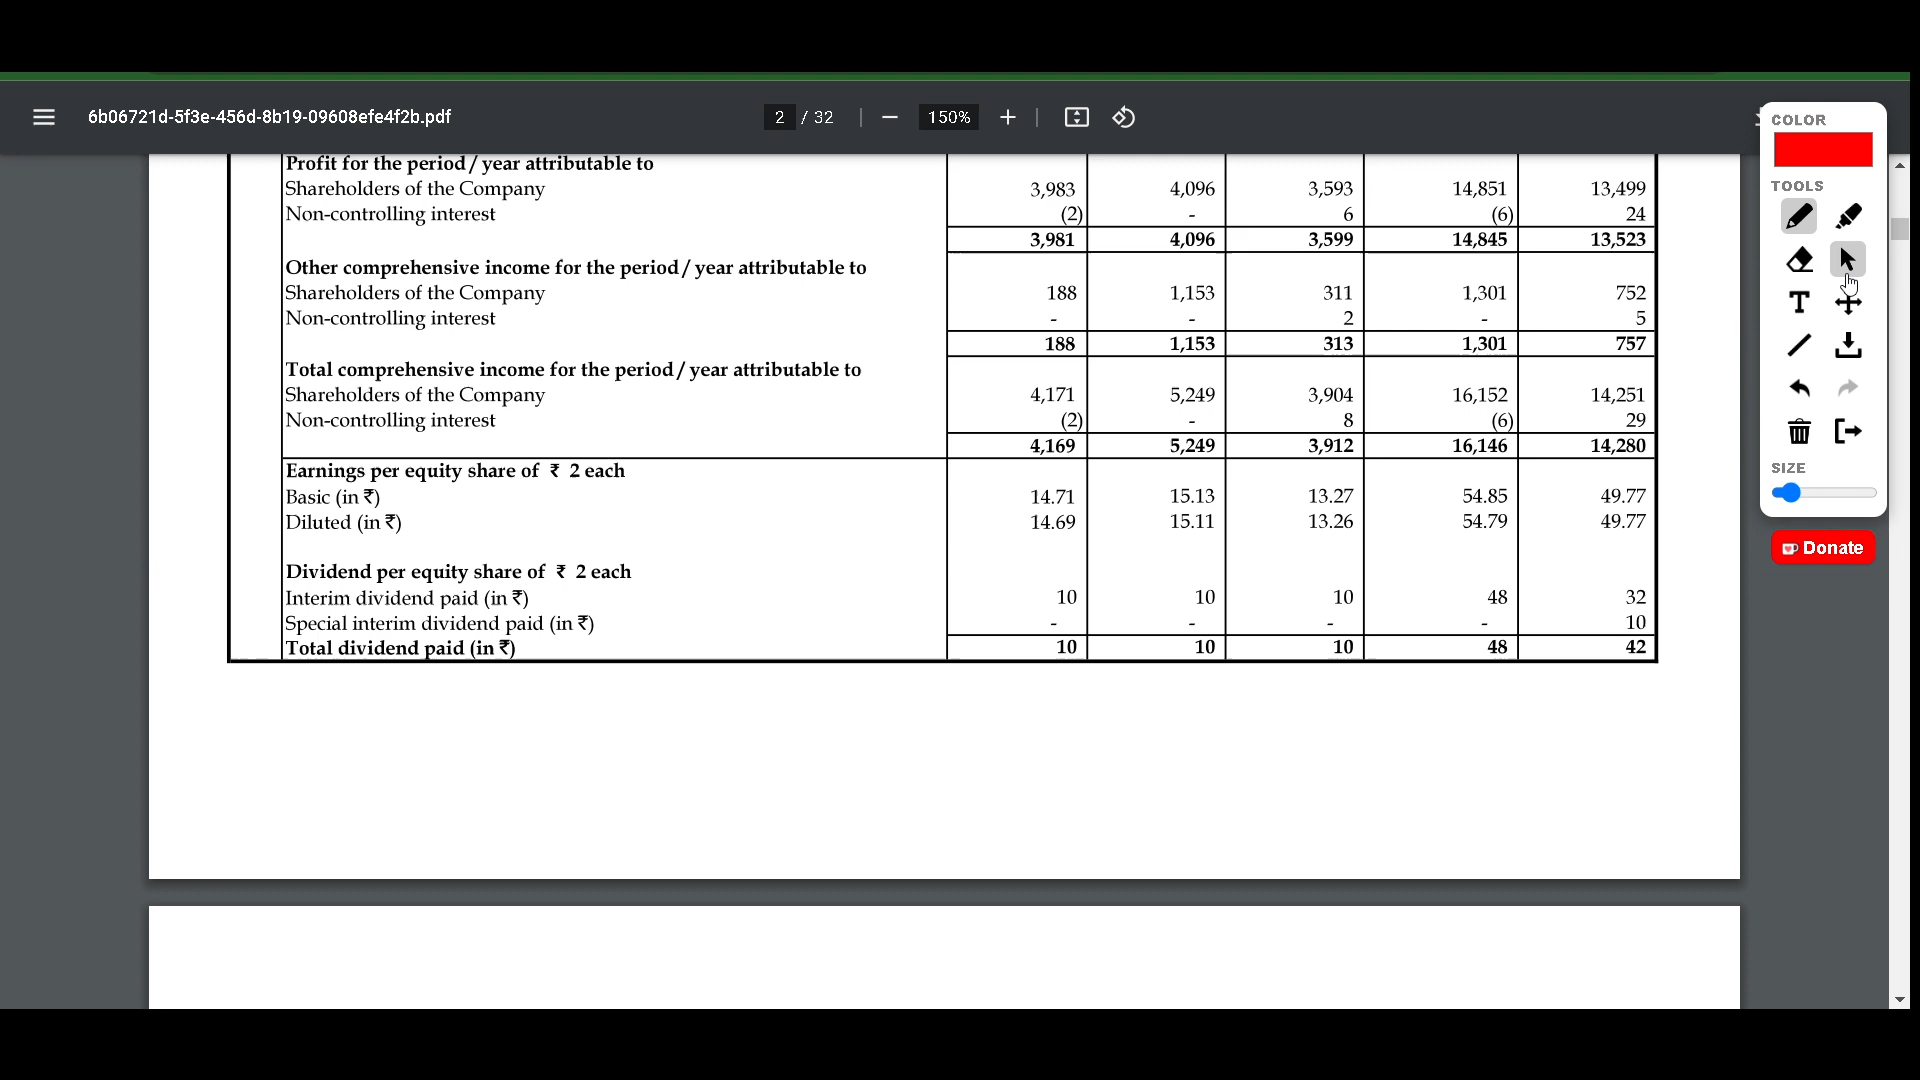 6b06721d-5f3e-456d-8b19-09608efe4f2b.pdf
2 / 32 | − 150% + |
COLOR
TOOLS
SIZE
Donate
Profit for the period / year attributable to
Shareholders of the Company 3,983 4,096 3,593 14,851 13,499
Non-controlling interest (2) - 6 (6) 24
3,981 4,096 3,599 14,845 13,523
Other comprehensive income for the period / year attributable to
Shareholders of the Company 188 1,153 311 1,301 752
Non-controlling interest - - 2 - 5
188 1,153 313 1,301 757
Total comprehensive income for the period / year attributable to
Shareholders of the Company 4,171 5,249 3,904 16,152 14,251
Non-controlling interest (2) - 8 (6) 29
4,169 5,249 3,912 16,146 14,280
Earnings per equity share of ₹ 2 each
Basic (in ₹) 14.71 15.13 13.27 54.85 49.77
Diluted (in ₹) 14.69 15.11 13.26 54.79 49.77
Dividend per equity share of ₹ 2 each
Interim dividend paid (in ₹) 10 10 10 48 32
Special interim dividend paid (in ₹) - - - - 10
Total dividend paid (in ₹) 10 10 10 48 42